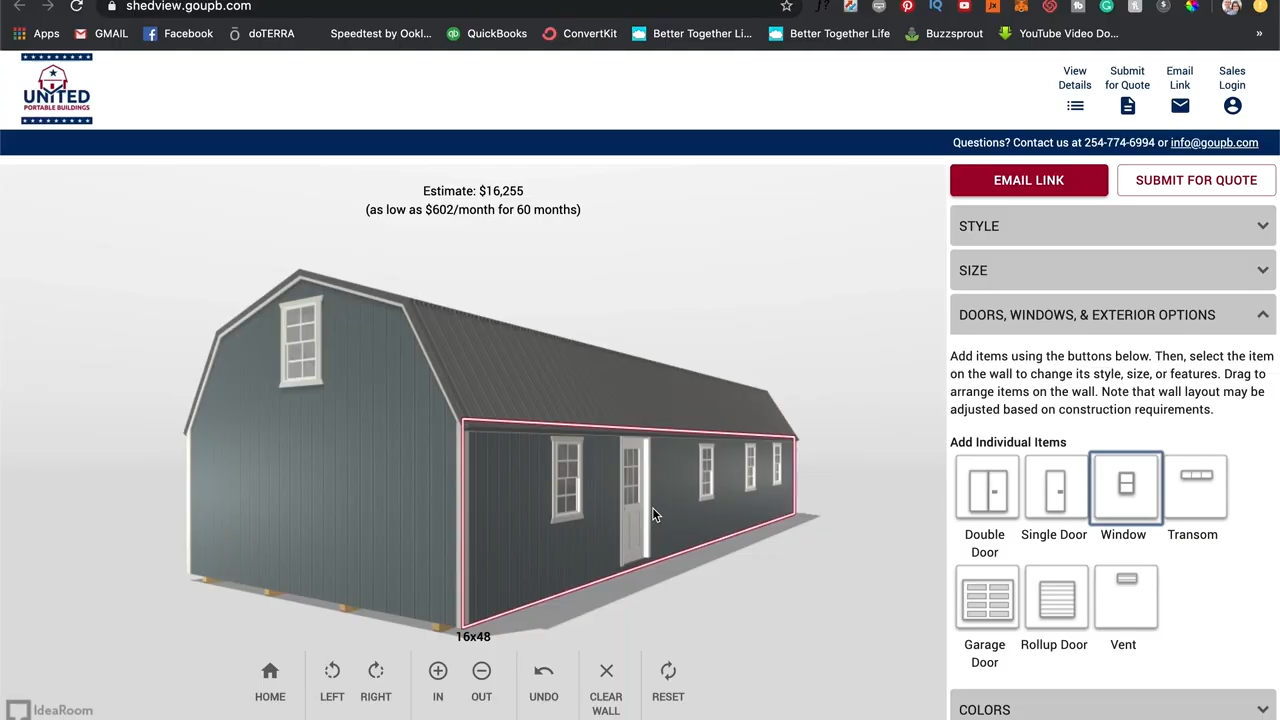 shedview.goupb.com
Apps
GMAIL
Facebook
doTERRA
Speedtest by Ookl...
QuickBooks
ConvertKit
Better Together Li...
Better Together Life
Buzzsprout
YouTube Video Do...
»
UNITED
PORTABLE BUILDINGS
View
Details
Submit
for Quote
Email
Link
Sales
Login
Questions? Contact us at 254-774-6994 or info@goupb.com
Estimate: $16,255
(as low as $602/month for 60 months)
EMAIL LINK
SUBMIT FOR QUOTE
STYLE
SIZE
DOORS, WINDOWS, & EXTERIOR OPTIONS
Add items using the buttons below. Then, select the item
on the wall to change its style, size, or features. Drag to
arrange items on the wall. Note that wall layout may be
adjusted based on construction requirements.
Add Individual Items
Double
Door
Single Door
Window
Transom
Garage
Door
Rollup Door
Vent
COLORS
16x48
HOME
LEFT
RIGHT
IN
OUT
UNDO
CLEAR
WALL
RESET
IdeaRoom